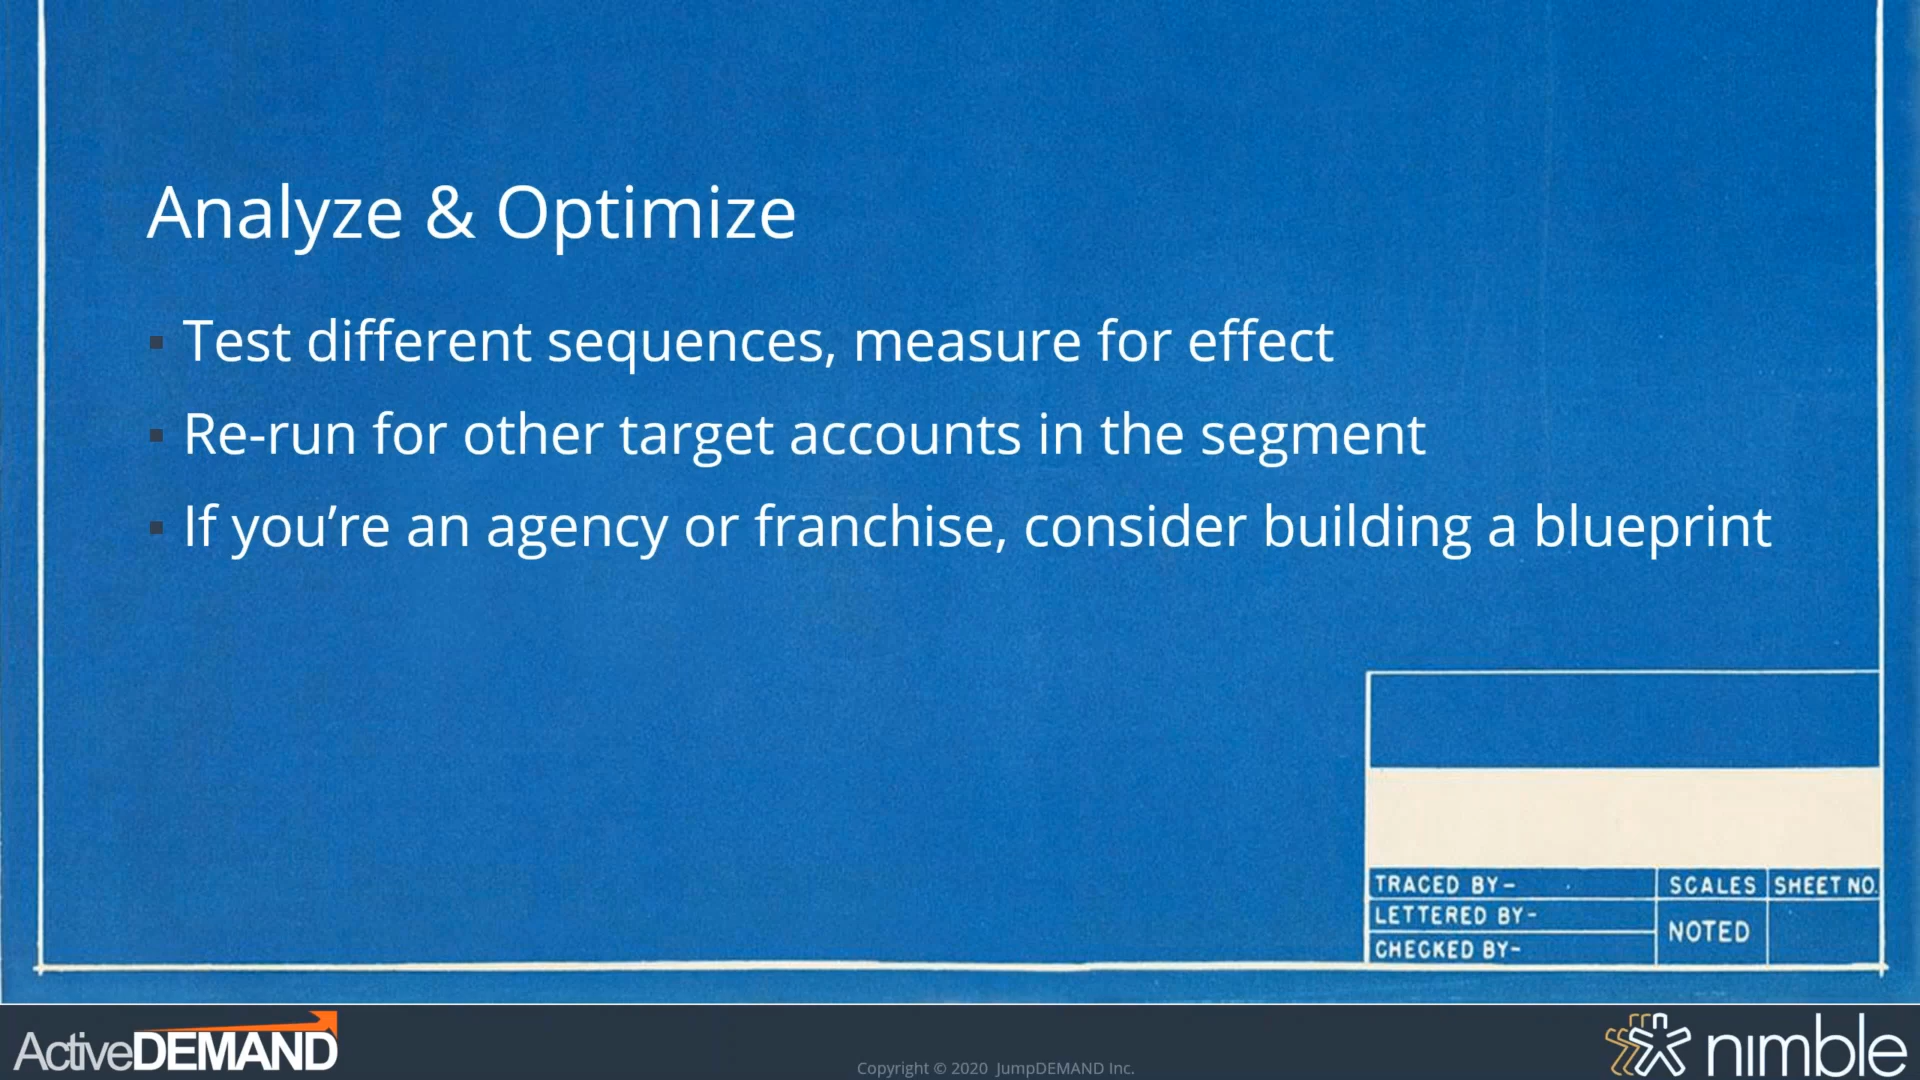 Analyze & Optimize
▪ Test different sequences, measure for effect
▪ Re-run for other target accounts in the segment
▪ If you’re an agency or franchise, consider building a blueprint
TRACED BY-
SCALES
SHEET NO.
LETTERED BY-
NOTED
CHECKED BY-
ActiveDEMAND
Copyright © 2020 JumpDEMAND Inc.
nimble